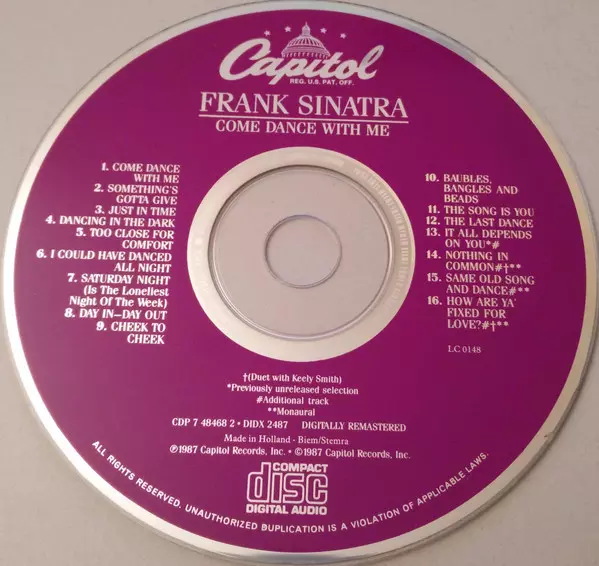 Capitol
REG. U.S. PAT. OFF.
FRANK SINATRA
COME DANCE WITH ME
1. COME DANCE
WITH ME
2. SOMETHING'S
GOTTA GIVE
3. JUST IN TIME
4. DANCING IN THE DARK
5. TOO CLOSE FOR
COMFORT
6. I COULD HAVE DANCED
ALL NIGHT
7. SATURDAY NIGHT
(Is The Loneliest
Night Of The Week)
8. DAY IN—DAY OUT
9. CHEEK TO
CHEEK
10. BAUBLES,
BANGLES AND
BEADS
11. THE SONG IS YOU
12. THE LAST DANCE
13. IT ALL DEPENDS
ON YOU*#
14. NOTHING IN
COMMON#†**
15. SAME OLD SONG
AND DANCE#**
16. HOW ARE YA'
FIXED FOR
LOVE?#†**
LC 0148
†(Duet with Keely Smith)
*Previously unreleased selection
#Additional track
**Monaural
CDP 7 48468 2 • DIDX 2487 DIGITALLY REMASTERED
Made in Holland - Biem/Stemra
℗1987 Capitol Records, Inc. • ©1987 Capitol Records, Inc.
COMPACT
disc
DIGITAL AUDIO
ALL RIGHTS RESERVED. UNAUTHORIZED BUPLICATION IS A VIOLATION OF APPLICABLE LAWS.